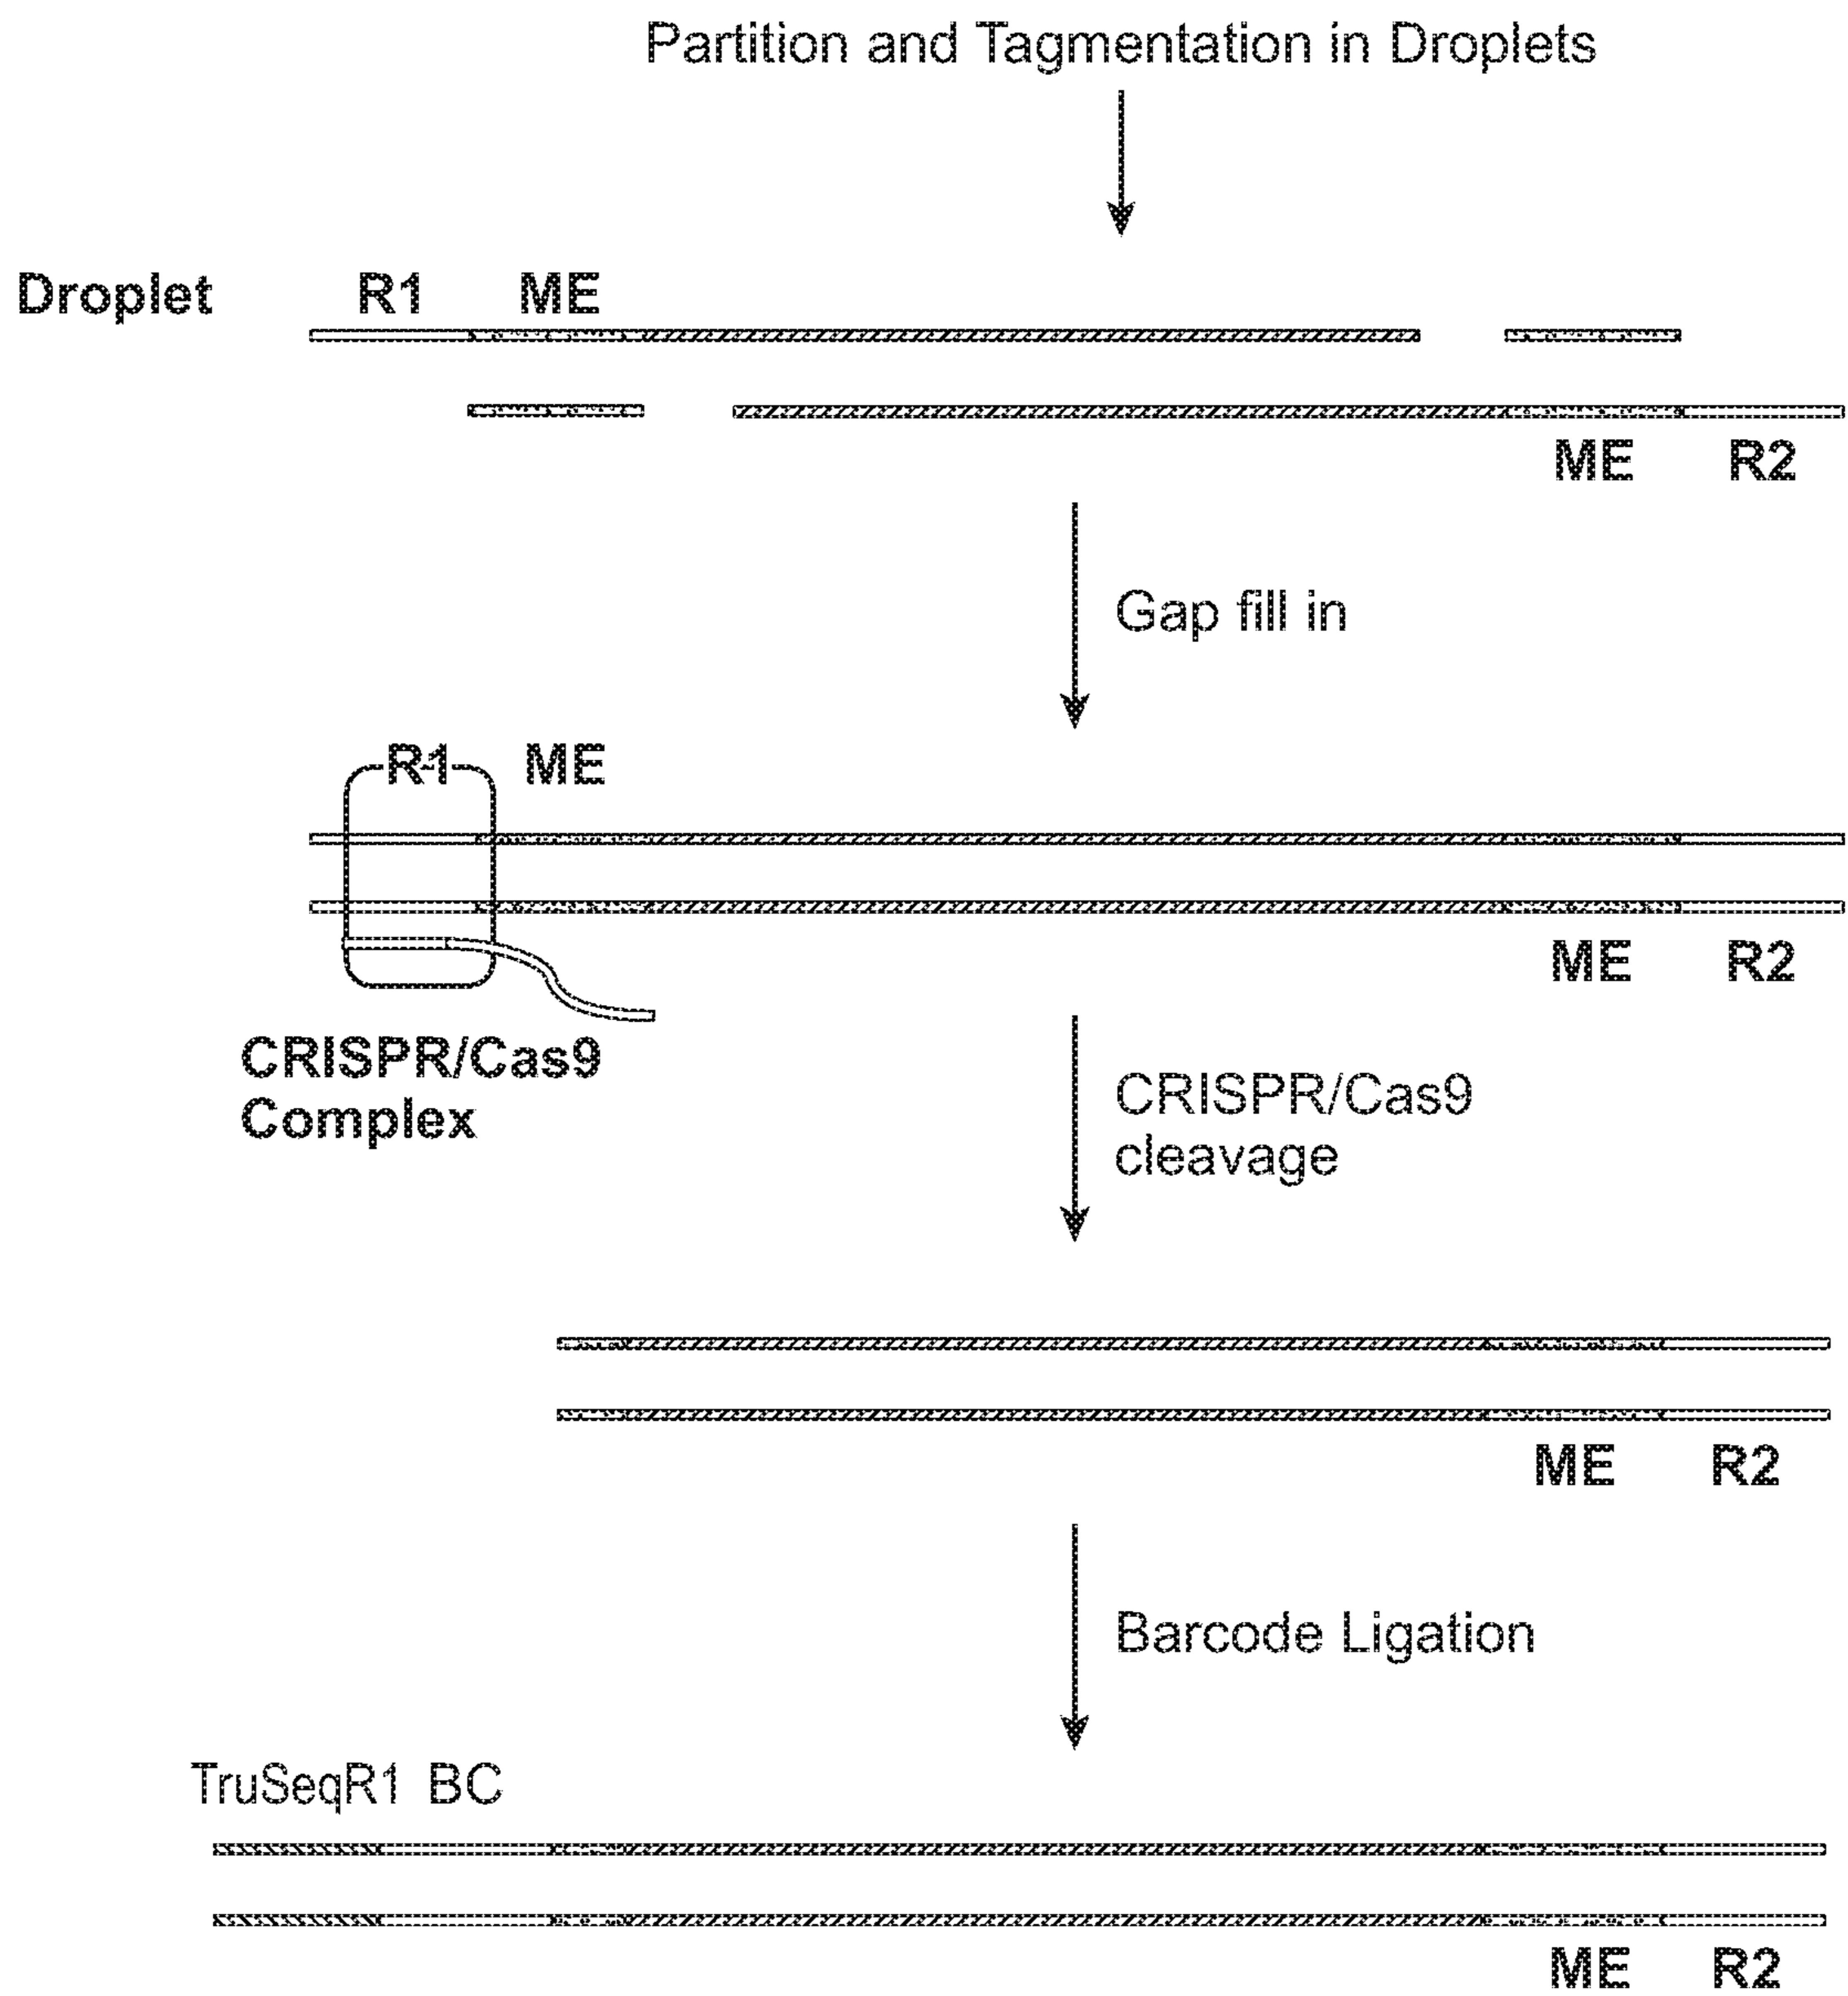 Partition and Tagmentation in Droplets
Droplet R1 ME
ME R2
Gap fill in
R1 ME
ME R2
CRISPR/Cas9
Complex
CRISPR/Cas9
cleavage
ME R2
Barcode Ligation
TruSeqR1 BC
ME R2